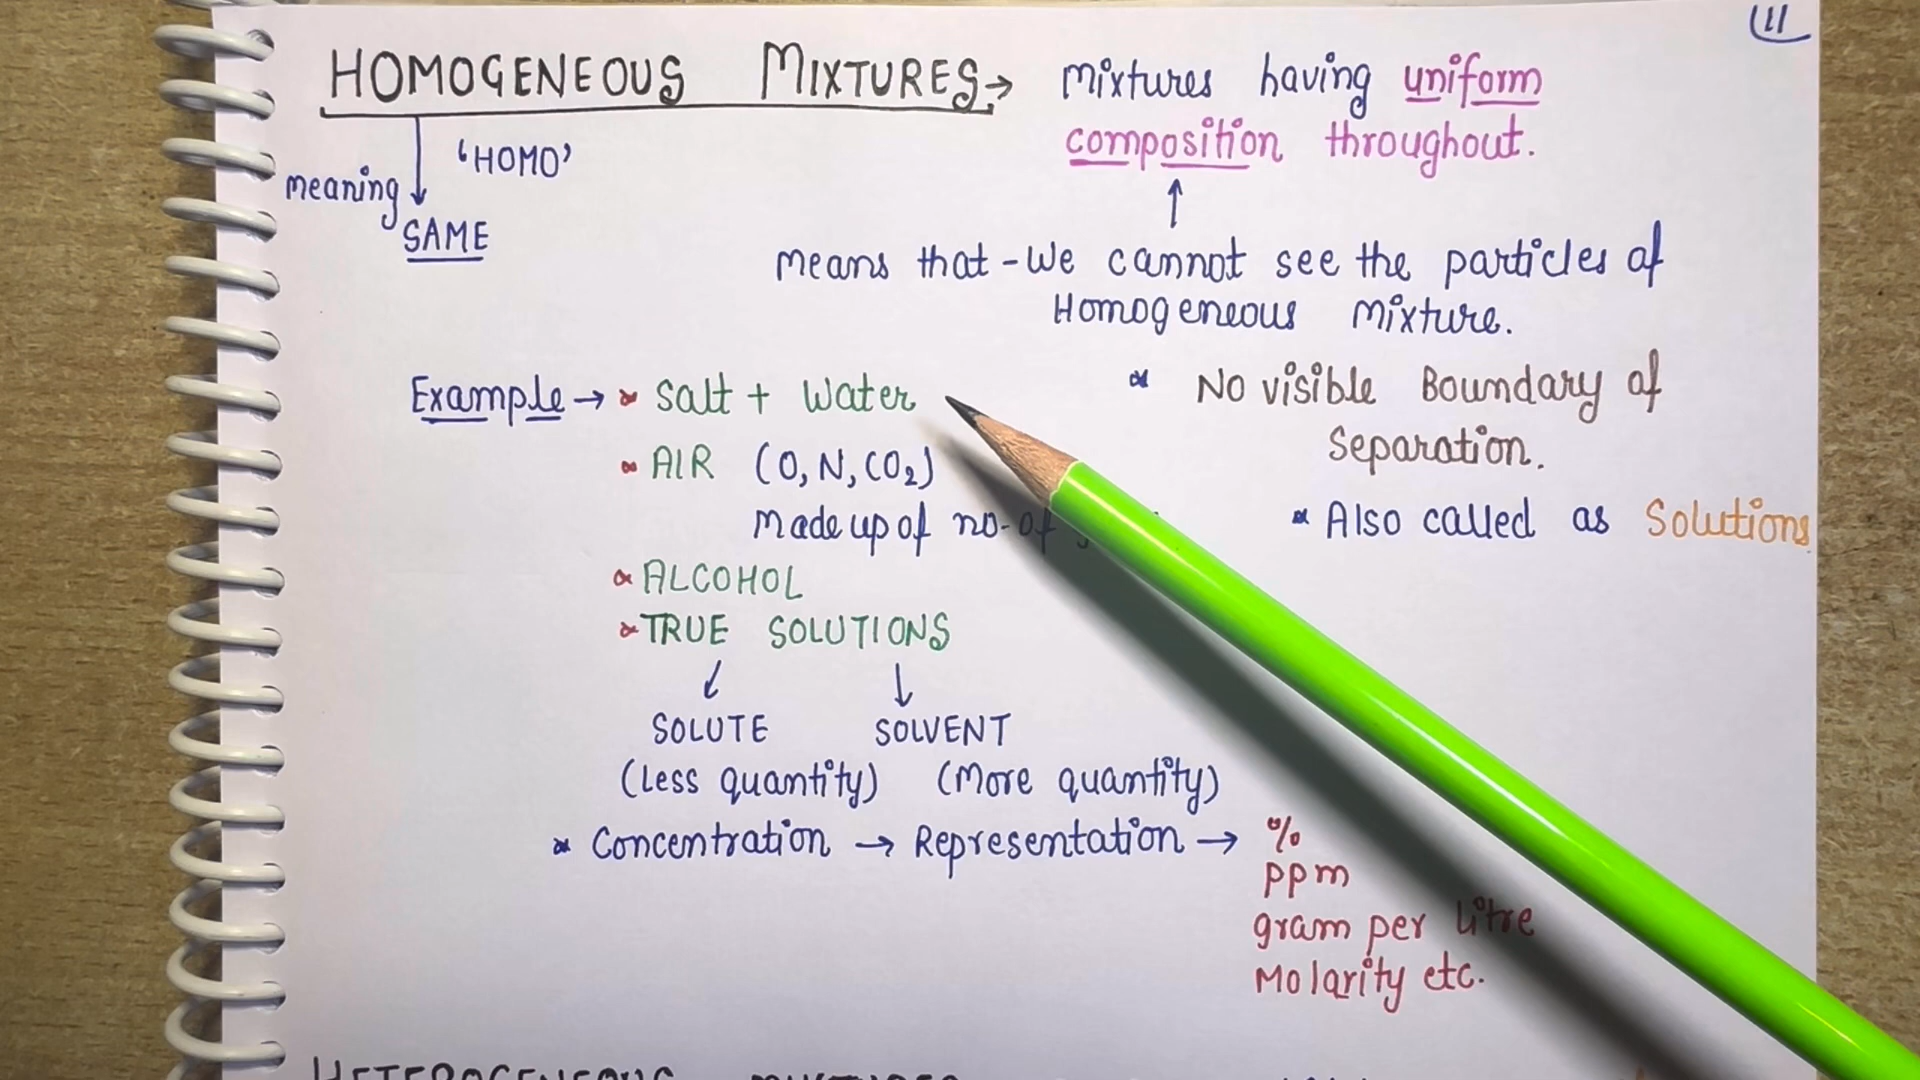 11
HOMOGENEOUS MIXTURES → Mixtures having uniform
composition throughout.
'HOMO'
meaning
SAME
means that - We cannot see the particles of
Homogeneous Mixture.
Example → * Salt + Water
* AIR (O, N, CO₂)
Made up of no. of
* ALCOHOL
* TRUE SOLUTIONS
SOLUTE SOLVENT
(Less quantity) (More quantity)
* No visible Boundary of
Separation.
* Also called as Solutions
* Concentration → Representation → %
ppm
gram per litre
Molarity etc.
HETEROGENEOUS MIXTURES